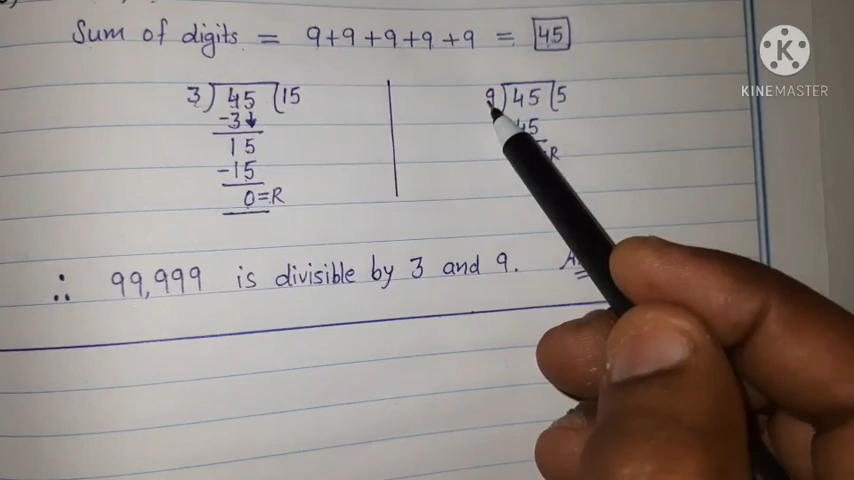 Sum of digits = 9+9+9+9+9 = 45
3) 45 (15
-3↓
15
-15
0=R
9) 45 (5
45
=R
∴ 99,999 is divisible by 3 and 9.
K
KINEMASTER